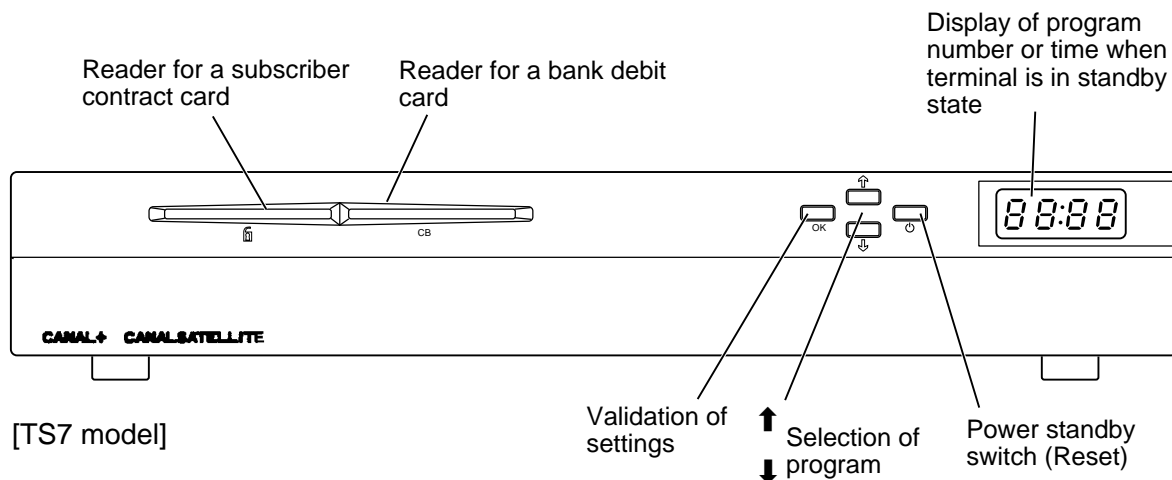 Display of program
number or time when
terminal is in standby
state
Reader for a subscriber
contract card
Reader for a bank debit
card
88:88
OK
CB
CANAL+ CANALSATELLITE
[TS7 model]
Validation of
settings
Selection of
program
Power standby
switch (Reset)